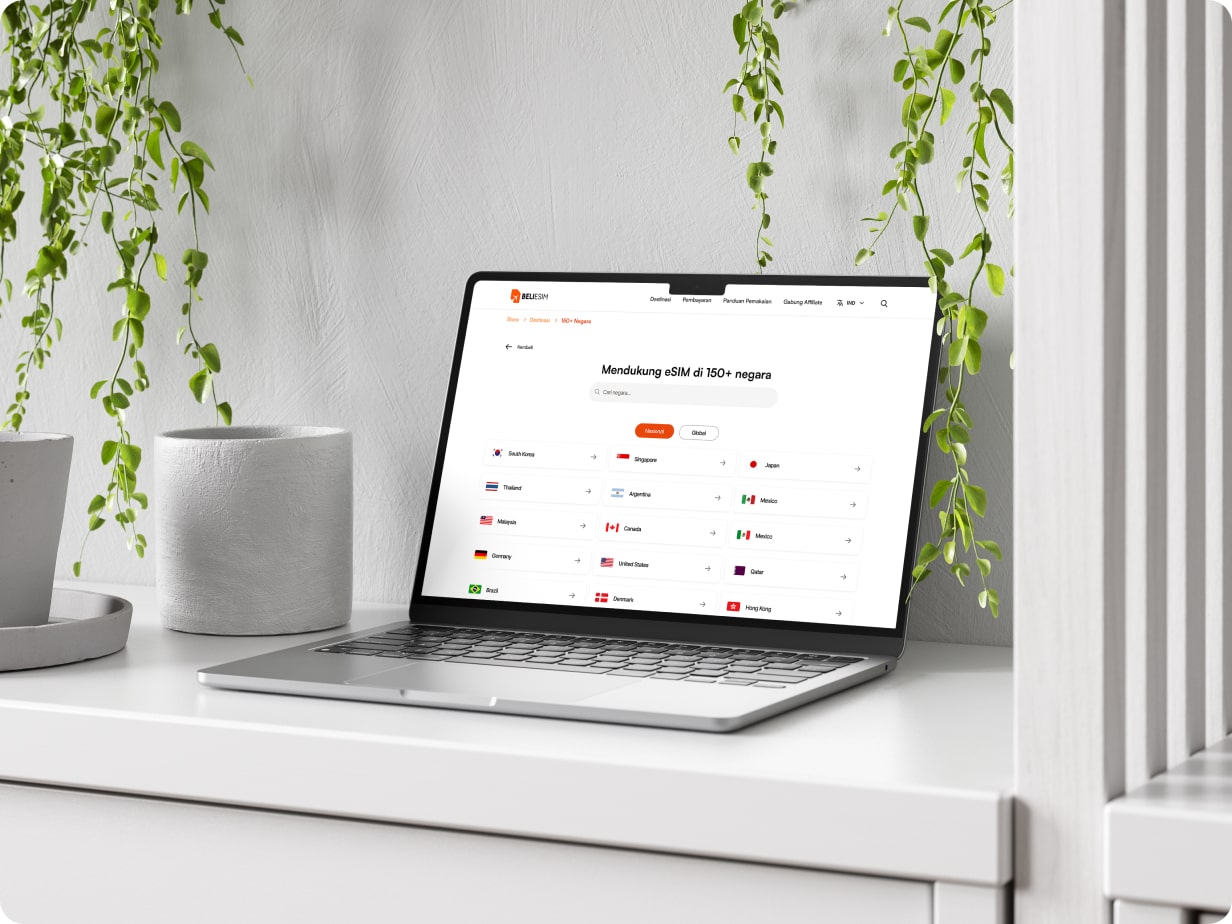 BELIESIM
Destinasi Pembayaran Panduan Pemakaian Gabung Affiliate IND
Store > Destinasi > 150+ Negara
Kembali
Mendukung eSIM di 150+ negara
Cari negara...
Nasional Global
South Korea Singapore Japan
Thailand Argentina Mexico
Malaysia Canada Mexico
Germany United States Qatar
Brazil Denmark Hong Kong